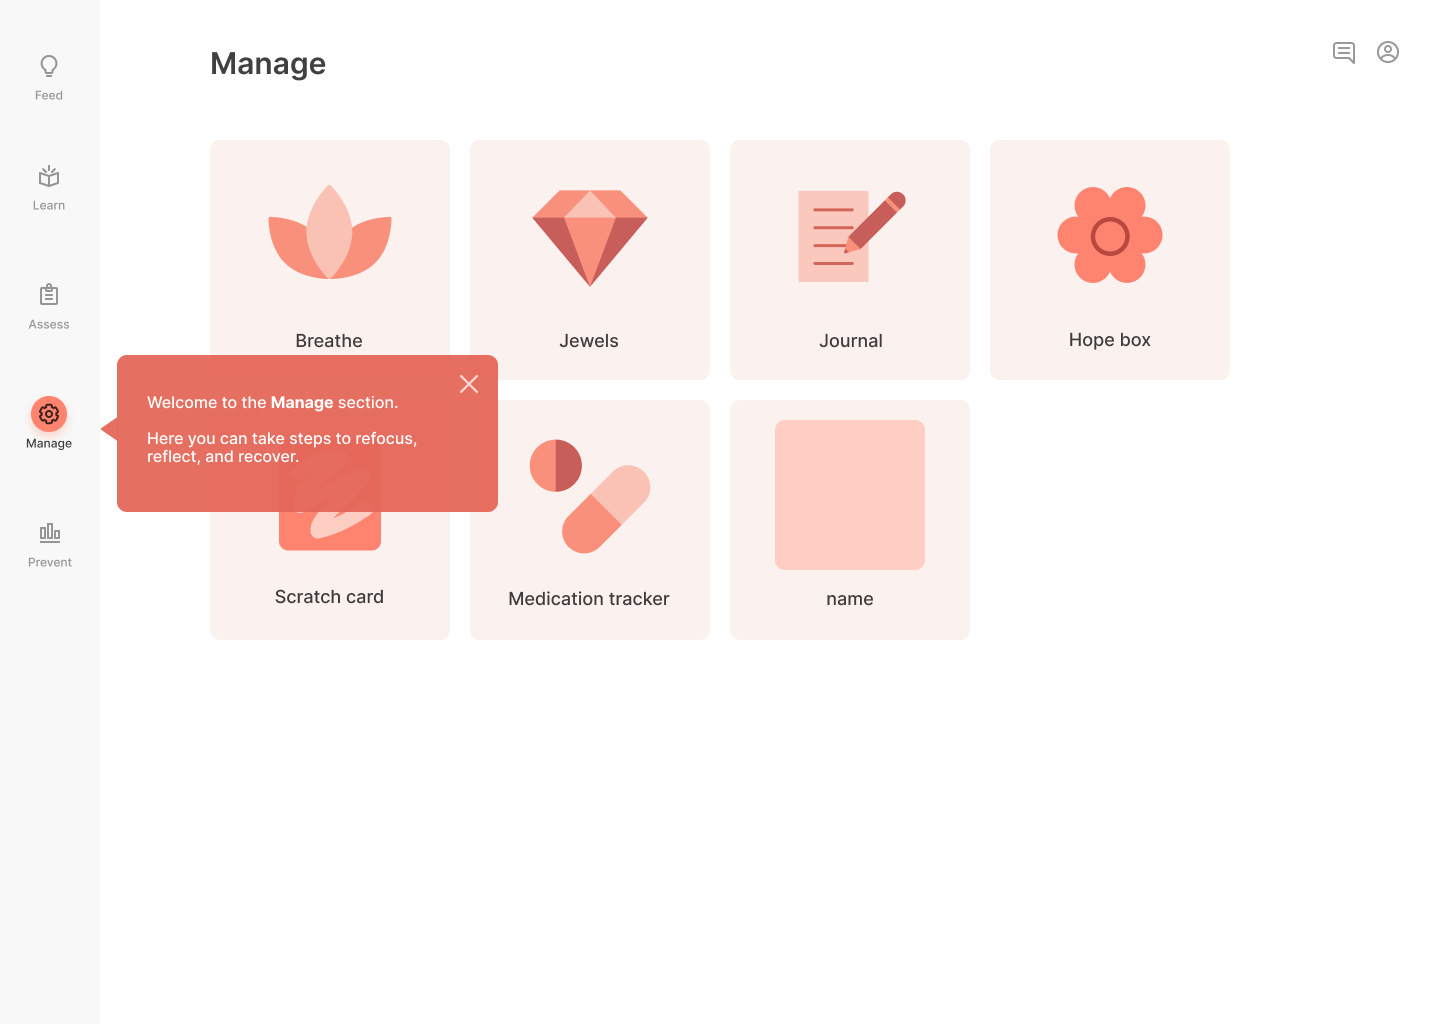 Manage
Feed
Learn
Assess
Manage
Prevent
Breathe
Jewels
Journal
Hope box
Welcome to the Manage section.
Here you can take steps to refocus,
reflect, and recover.
Scratch card
Medication tracker
name